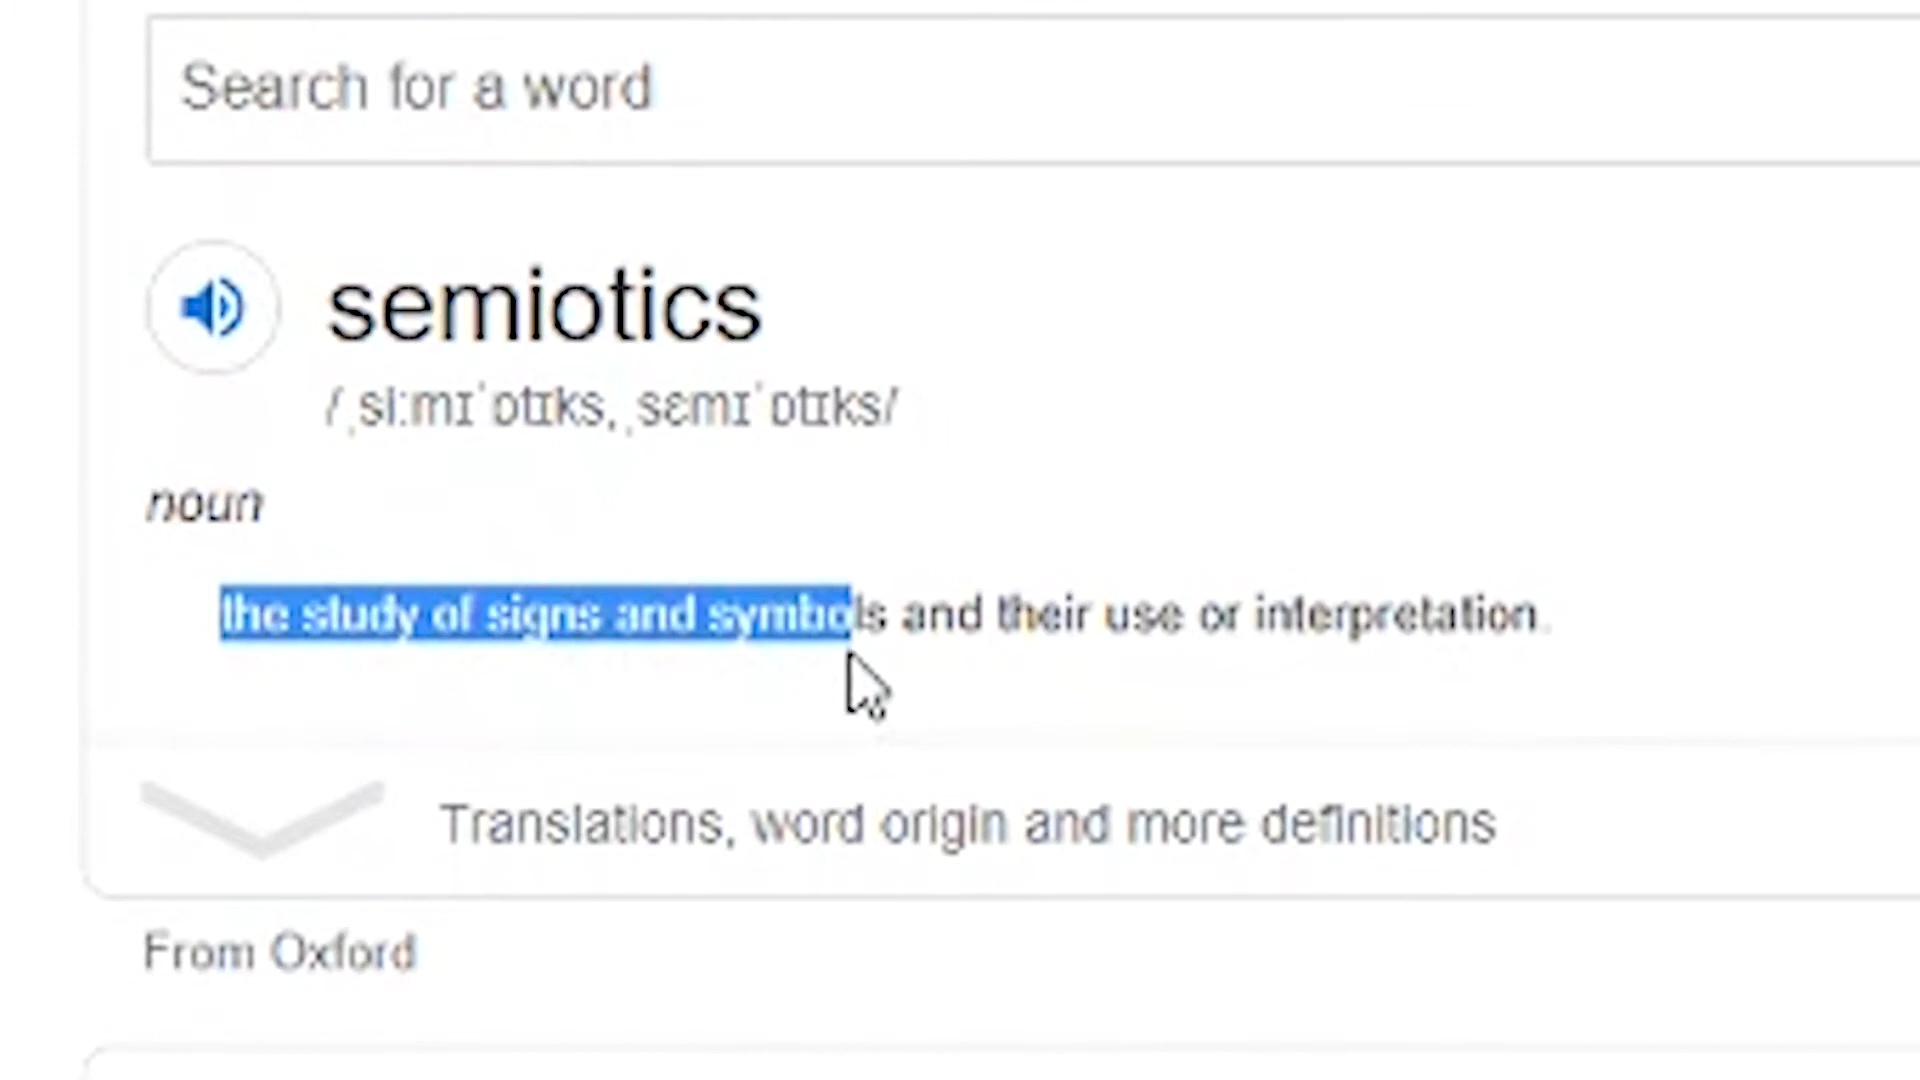 Search for a word
semiotics
/ˌsiːmɪˈɒtɪks,ˌsɛmɪˈɒtɪks/
noun
the study of signs and symbols and their use or interpretation.
Translations, word origin and more definitions
From Oxford